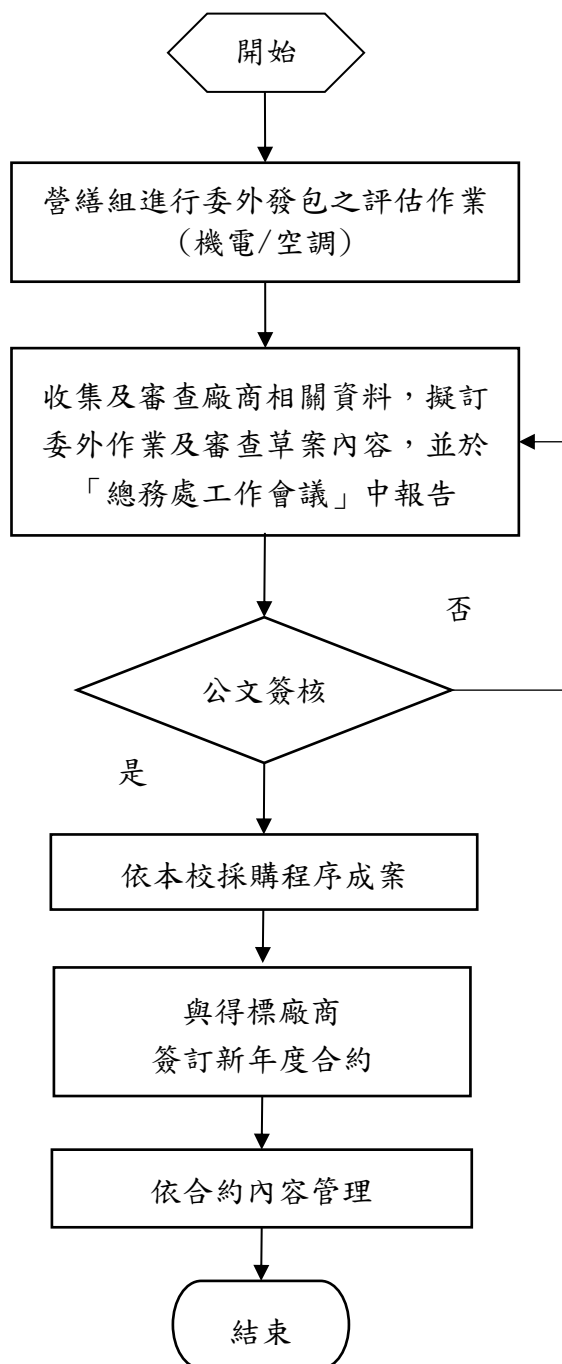 開始
營繕組進行委外發包之評估作業
(機電/空調)
收集及審查廠商相關資料，擬訂
委外作業及審查草案內容，並於
「總務處工作會議」中報告
否
公文簽核
是
依本校採購程序成案
與得標廠商
簽訂新年度合約
依合約內容管理
結束